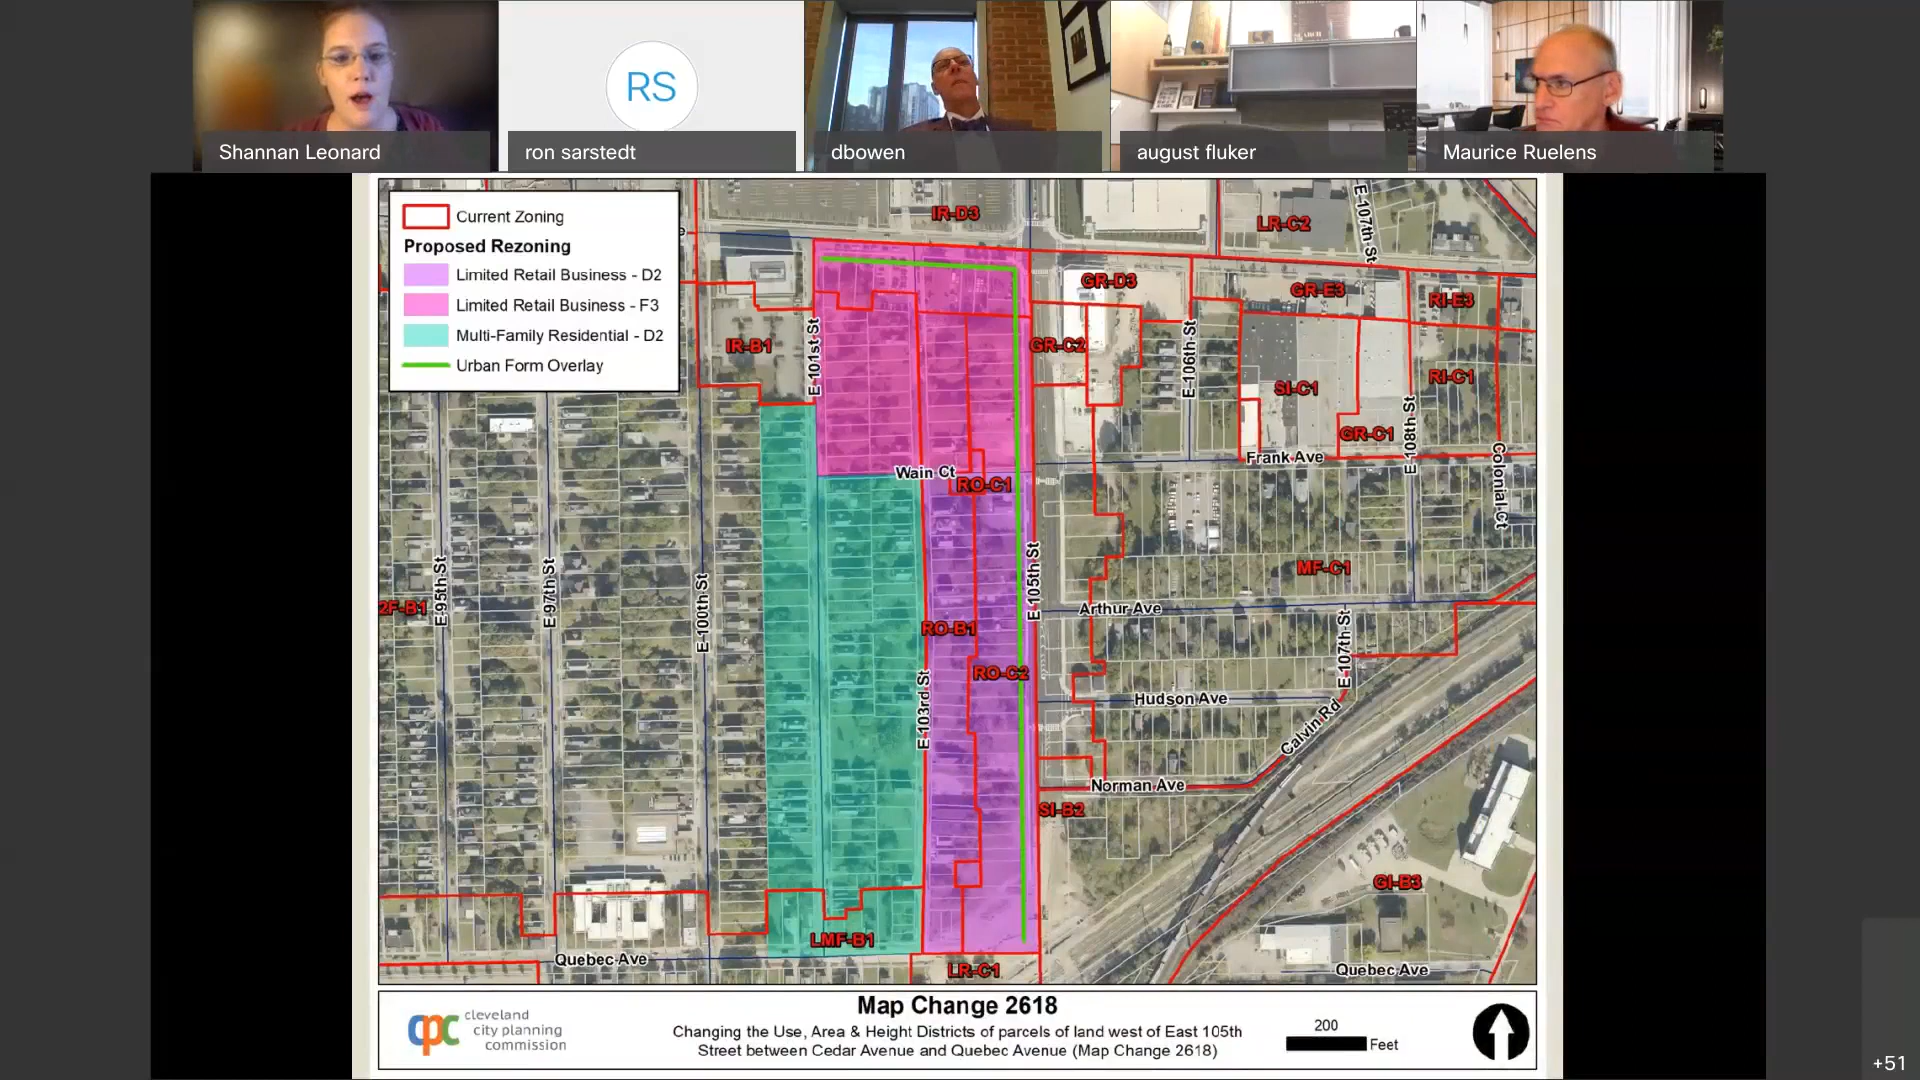 Shannan Leonard
RS
ron sarstedt
dbowen
august fluker
Maurice Ruelens
Current Zoning
Proposed Rezoning
Limited Retail Business - D2
Limited Retail Business - F3
Multi-Family Residential - D2
Urban Form Overlay
IR-D3
LR-C2
E 107th St
GR-D3
GR-E3
RI-E3
IR-B1
E 101st St
GR-C2
E 106th St
SI-C1
RI-C1
GR-C1
E 108th St
Frank Ave
Colonial Ct
Wain Ct
RO-C1
E 95th St
E 97th St
E 100th St
E 105th St
MF-C1
2F-B1
Arthur Ave
RO-B1
RO-C2
E 103rd St
E 107th St
Hudson Ave
Calvin Rd
Norman Ave
SI-B2
GI-B3
LMF-B1
Quebec Ave
LR-C1
Quebec Ave
Map Change 2618
cpc cleveland
city planning
commission
Changing the Use, Area & Height Districts of parcels of land west of East 105th
Street between Cedar Avenue and Quebec Avenue (Map Change 2618)
200
Feet
+51